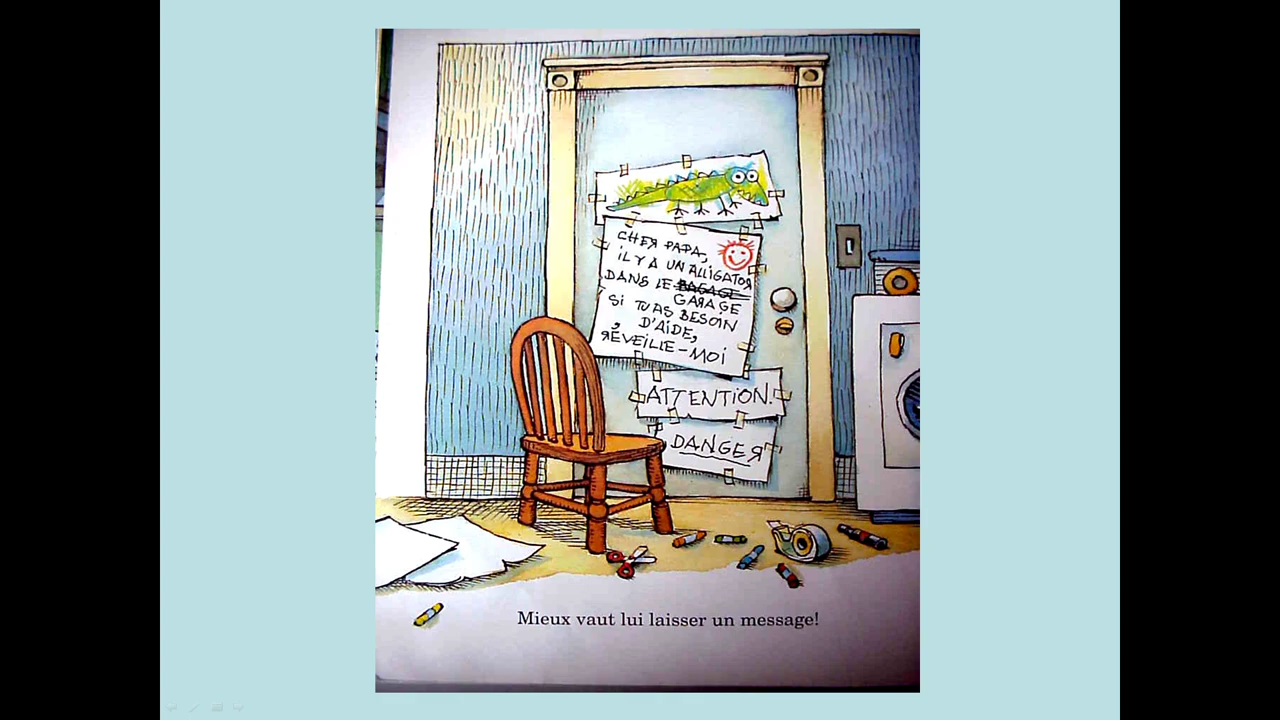 CHER PAPA,
iL Y A UN ALLIGATOR
DANS LE BAGAGE
GARAGE
Si TU AS BESOIN
D'AiDE,
RÉVEiLLE-MOi
ATTENTiON!
DANGER
Mieux vaut lui laisser un message!